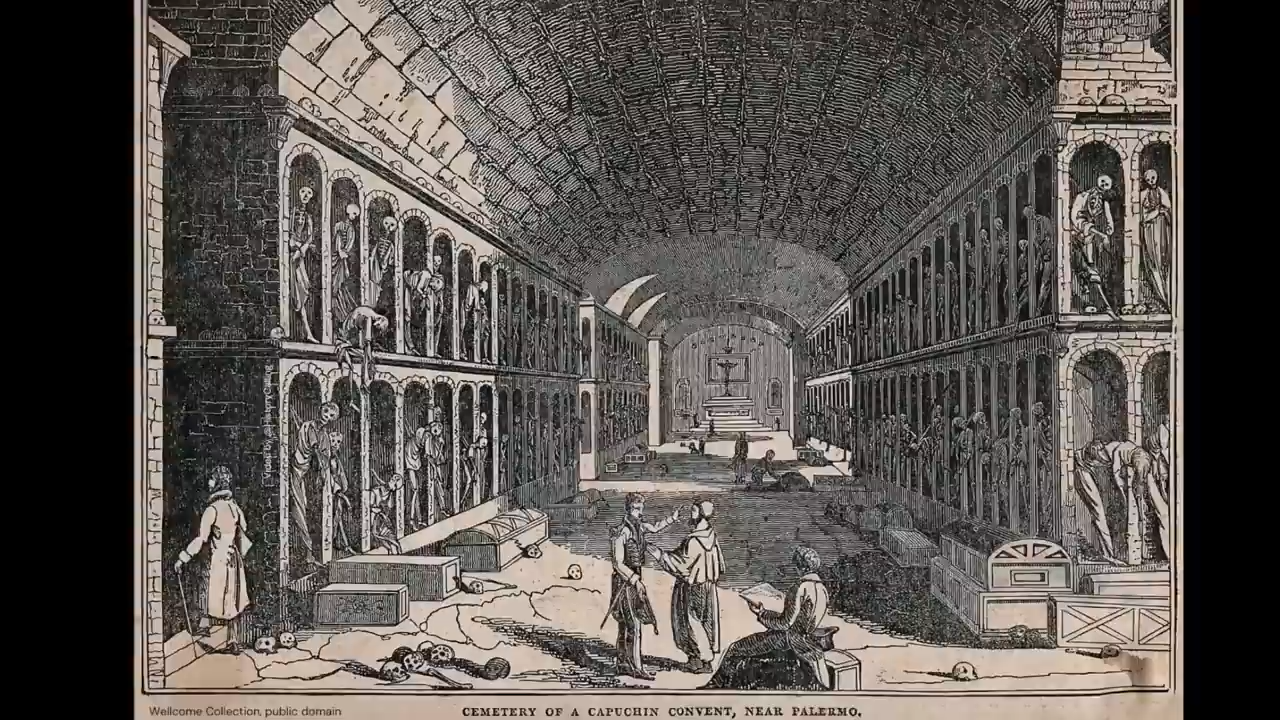 Wellcome Collection, public domain
CEMETERY OF A CAPUCHIN CONVENT, NEAR PALERMO.